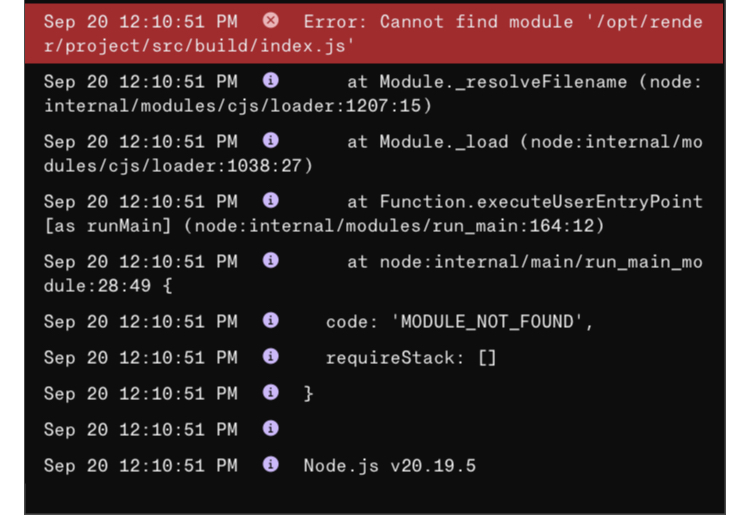 Sep 20 12:10:51 PM Error: Cannot find module '/opt/rende
r/project/src/build/index.js'
Sep 20 12:10:51 PM at Module._resolveFilename (node:
internal/modules/cjs/loader:1207:15)
Sep 20 12:10:51 PM at Module._load (node:internal/mo
dules/cjs/loader:1038:27)
Sep 20 12:10:51 PM at Function.executeUserEntryPoint
[as runMain] (node:internal/modules/run_main:164:12)
Sep 20 12:10:51 PM at node:internal/main/run_main_mo
dule:28:49 {
Sep 20 12:10:51 PM code: 'MODULE_NOT_FOUND',
Sep 20 12:10:51 PM requireStack: []
Sep 20 12:10:51 PM }
Sep 20 12:10:51 PM
Sep 20 12:10:51 PM Node.js v20.19.5